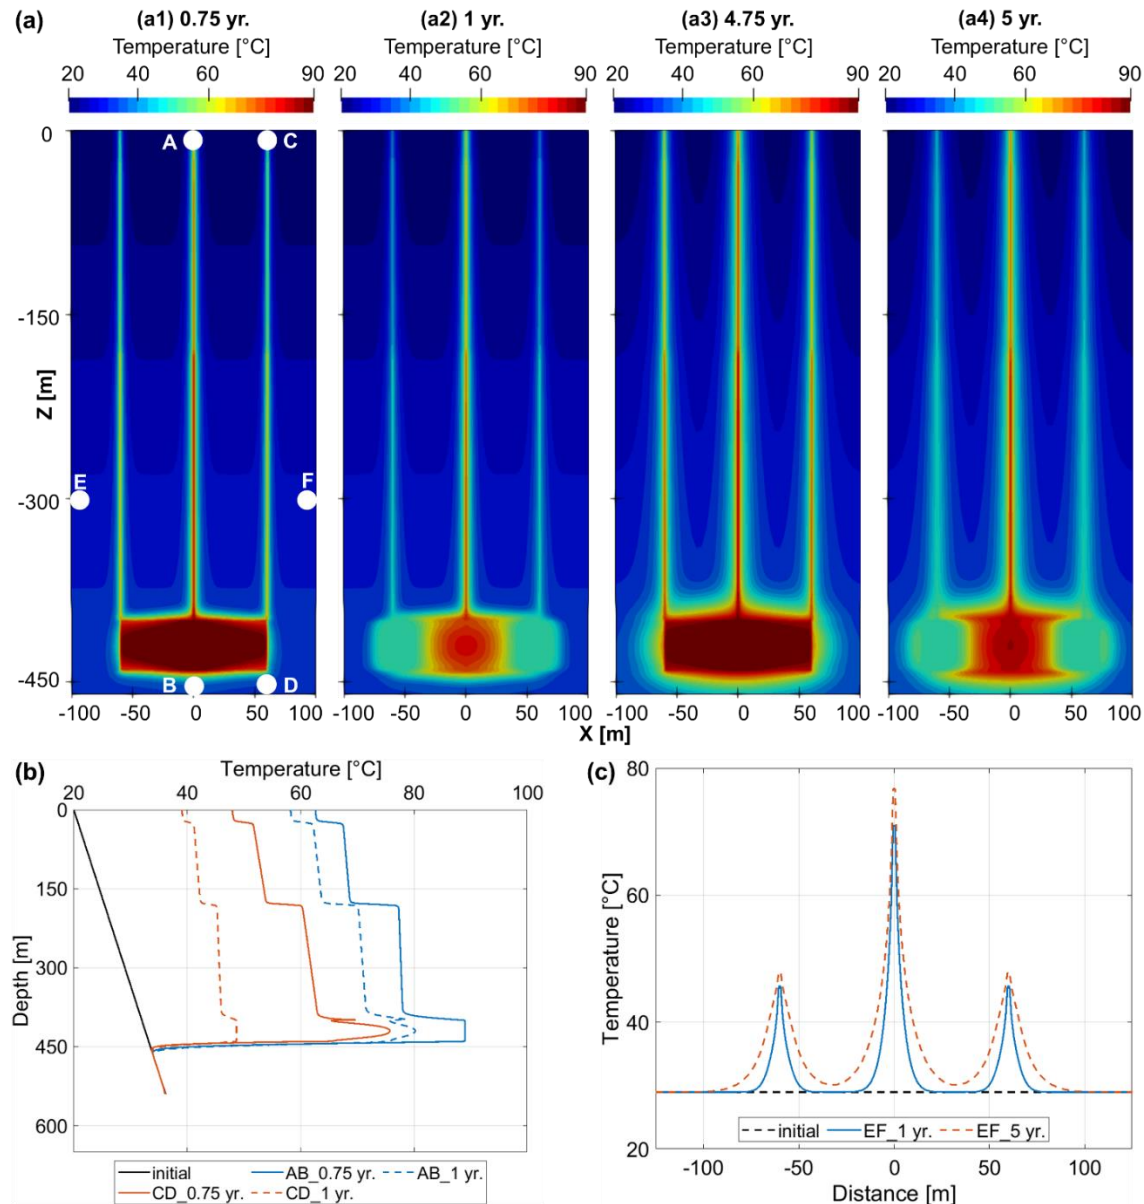 (a)
(a1) 0.75 yr. (a2) 1 yr. (a3) 4.75 yr. (a4) 5 yr.
Temperature [°C] Temperature [°C] Temperature [°C] Temperature [°C]
20 40 60 80 90 20 40 60 80 90 20 40 60 80 90 20 40 60 80 90
0
A C
-150
Z [m]
E F
-300
-450
B D
-100 -50 0 50 100 -100 -50 0 50 100 -100 -50 0 50 100 -100 -50 0 50 100
X [m]
(b)
Temperature [°C]
20 40 60 80 100
0
150
300
450
600
Depth [m]
initial AB_0.75 yr. AB_1 yr.
CD_0.75 yr. CD_1 yr.
(c)
80
60
40
20
Temperature [°C]
initial EF_1 yr. EF_5 yr.
-100 -50 0 50 100
Distance [m]